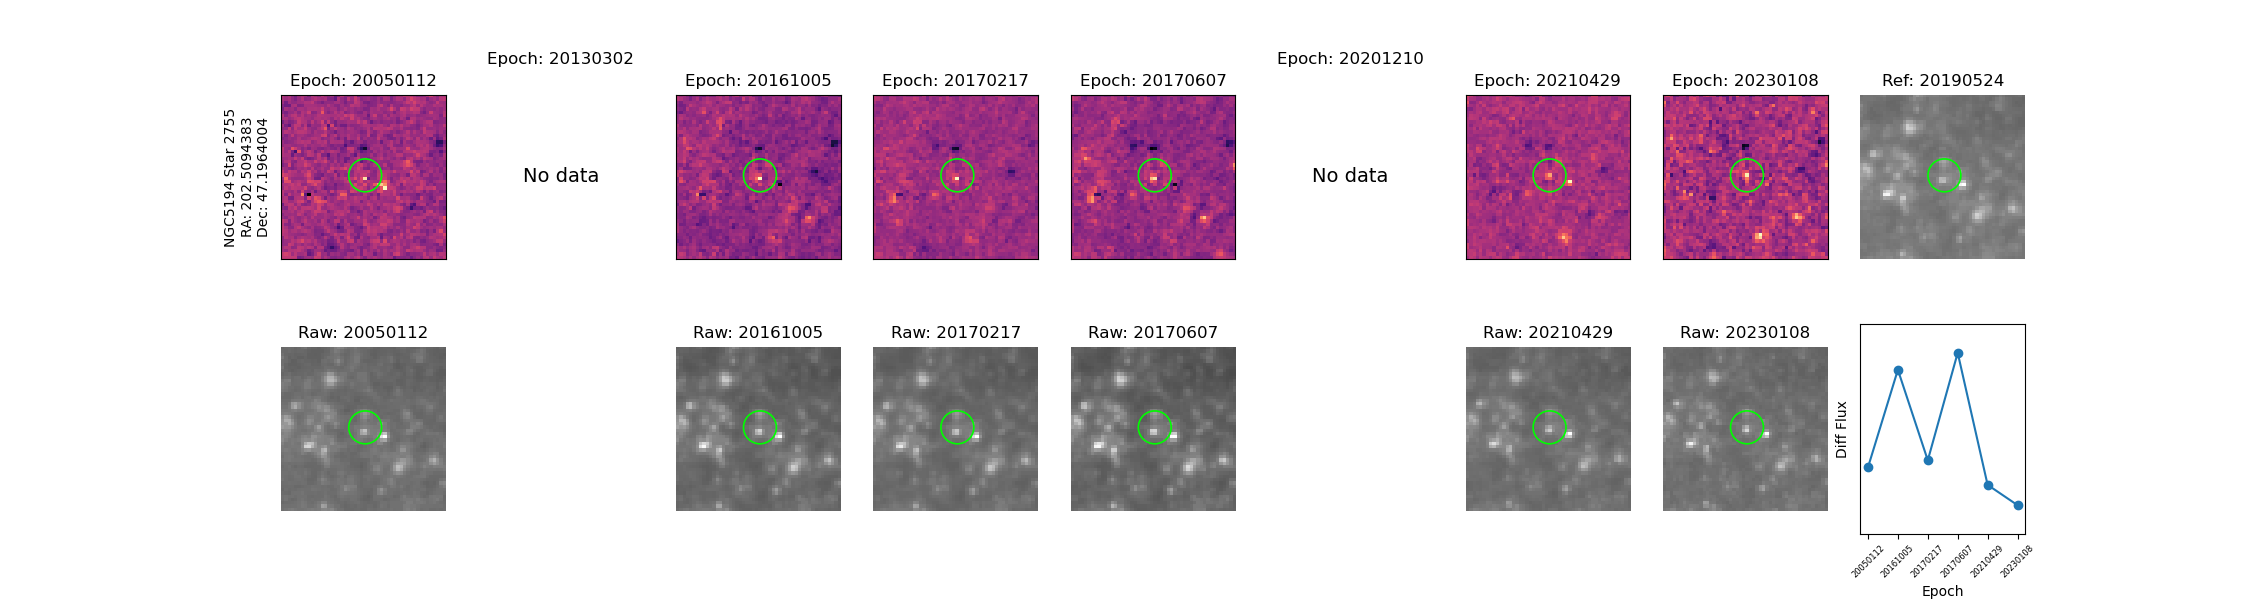 Epoch: 20130302
Epoch: 20201210
Epoch: 20050112
Epoch: 20161005
Epoch: 20170217
Epoch: 20170607
Epoch: 20210429
Epoch: 20230108
Ref: 20190524
NGC5194 Star 2755
RA: 202.5094383
Dec: 47.1964004
No data
No data
Raw: 20050112
Raw: 20161005
Raw: 20170217
Raw: 20170607
Raw: 20210429
Raw: 20230108
Diff Flux
20050112
20161005
20170217
20170607
20210429
20230108
Epoch